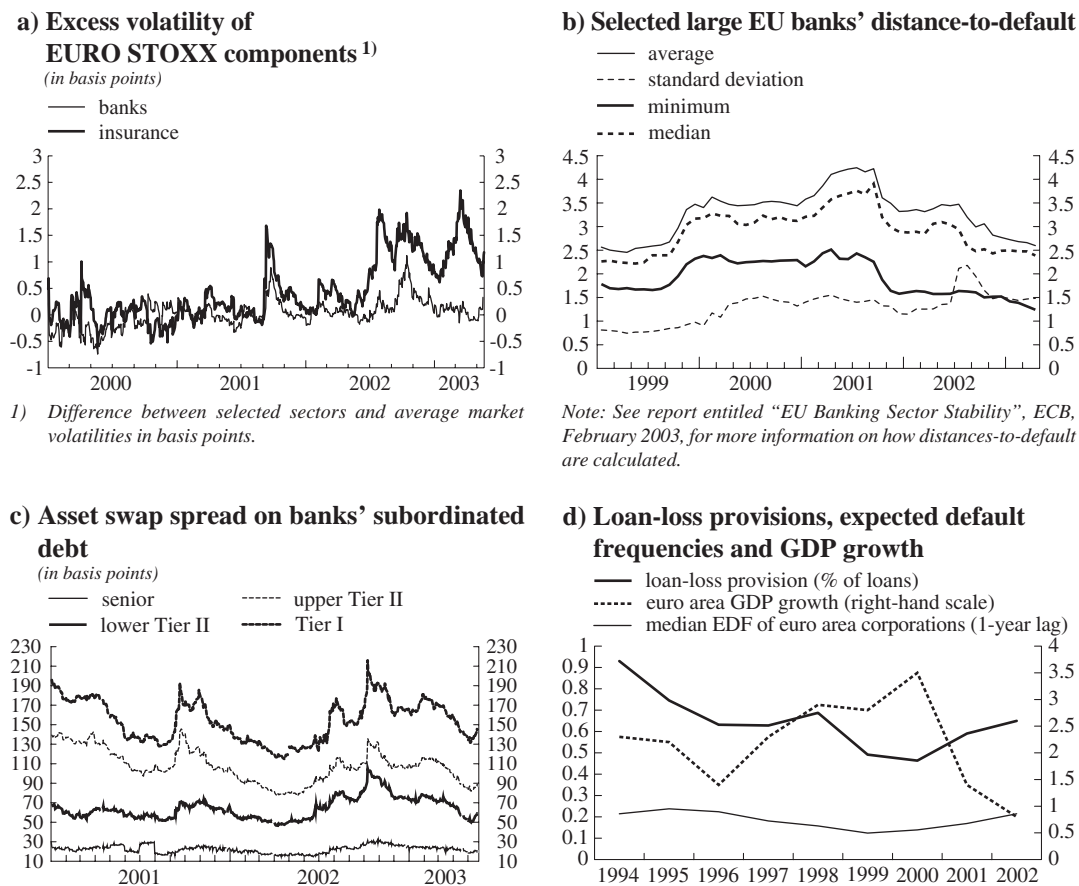 a) Excess volatility of
EURO STOXX components 1)
(in basis points)
banks
insurance
3 3
2.5 2.5
2 2
1.5 1.5
1 1
0.5 0.5
0 0
-0.5 -0.5
-1 -1
2000 2001 2002 2003
1) Difference between selected sectors and average market
volatilities in basis points.
b) Selected large EU banks’ distance-to-default
average
standard deviation
minimum
median
4.5 4.5
4 4
3.5 3.5
3 3
2.5 2.5
2 2
1.5 1.5
1 1
0.5 0.5
0 0
1999 2000 2001 2002
Note: See report entitled “EU Banking Sector Stability”, ECB,
February 2003, for more information on how distances-to-default
are calculated.
c) Asset swap spread on banks’ subordinated
debt
(in basis points)
senior upper Tier II
lower Tier II Tier I
230 230
210 210
190 190
170 170
150 150
130 130
110 110
90 90
70 70
50 50
30 30
10 10
2001 2002 2003
d) Loan-loss provisions, expected default
frequencies and GDP growth
loan-loss provision (% of loans)
euro area GDP growth (right-hand scale)
median EDF of euro area corporations (1-year lag)
1 4
0.9 3.5
0.8 3
0.7 2.5
0.6
0.5 2
0.4 1.5
0.3 1
0.2 0.5
0.1
0 0
1994 1995 1996 1997 1998 1999 2000 2001 2002